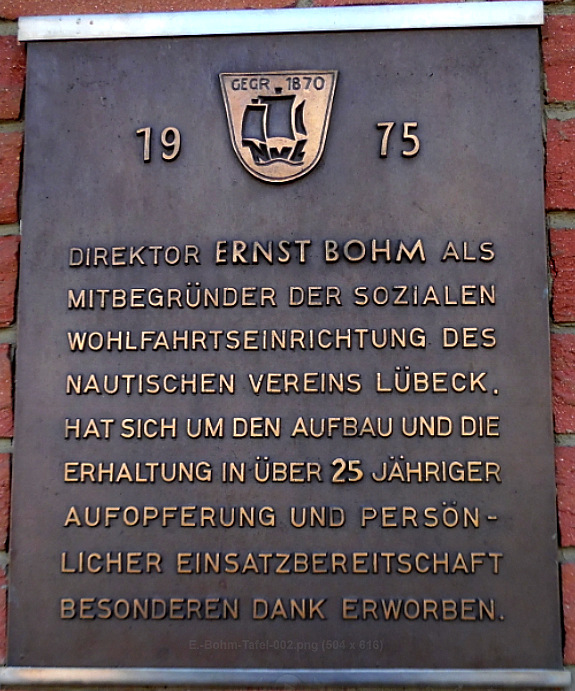 GEGR. 1870
NVL
19 75
DIREKTOR ERNST BOHM ALS
MITBEGRÜNDER DER SOZIALEN
WOHLFAHRTSEINRICHTUNG DES
NAUTISCHEN VEREINS LÜBECK.
HAT SICH UM DEN AUFBAU UND DIE
ERHALTUNG IN ÜBER 25 JÄHRIGER
AUFOPFERUNG UND PERSÖN-
LICHER EINSATZBEREITSCHAFT
BESONDEREN DANK ERWORBEN.
E.-Bohm-Tafel-002.png (504 x 616)